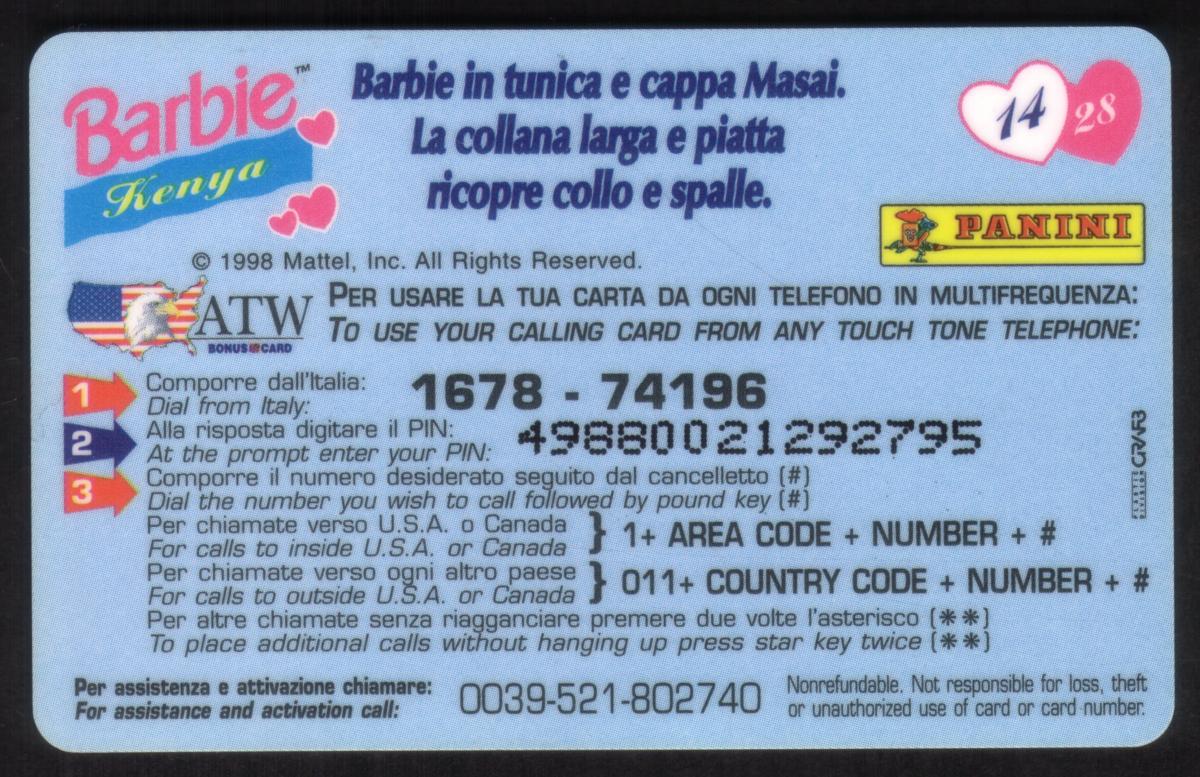 Barbie™
Kenya
Barbie in tunica e cappa Masai.
La collana larga e piatta
ricopre collo e spalle.
14 28
PANINI
© 1998 Mattel, Inc. All Rights Reserved.
ATW
BONUS CARD
PER USARE LA TUA CARTA DA OGNI TELEFONO IN MULTIFREQUENZA:
TO USE YOUR CALLING CARD FROM ANY TOUCH TONE TELEPHONE:
1 Comporre dall'Italia: 1678 - 74196
Dial from Italy:
2 Alla risposta digitare il PIN: 498800021292795
At the prompt enter your PIN:
3 Comporre il numero desiderato seguito dal cancelletto (#)
Dial the number you wish to call followed by pound key (#)
Per chiamate verso U.S.A. o Canada
For calls to inside U.S.A. or Canada } 1+ AREA CODE + NUMBER + #
Per chiamate verso ogni altro paese
For calls to outside U.S.A. or Canada } 011+ COUNTRY CODE + NUMBER + #
Per altre chiamate senza riagganciare premere due volte l'asterisco (**)
To place additional calls without hanging up press star key twice (**)
Per assistenza e attivazione chiamare:
For assistance and activation call: 0039-521-802740
Nonrefundable. Not responsible for loss, theft
or unauthorized use of card or card number.